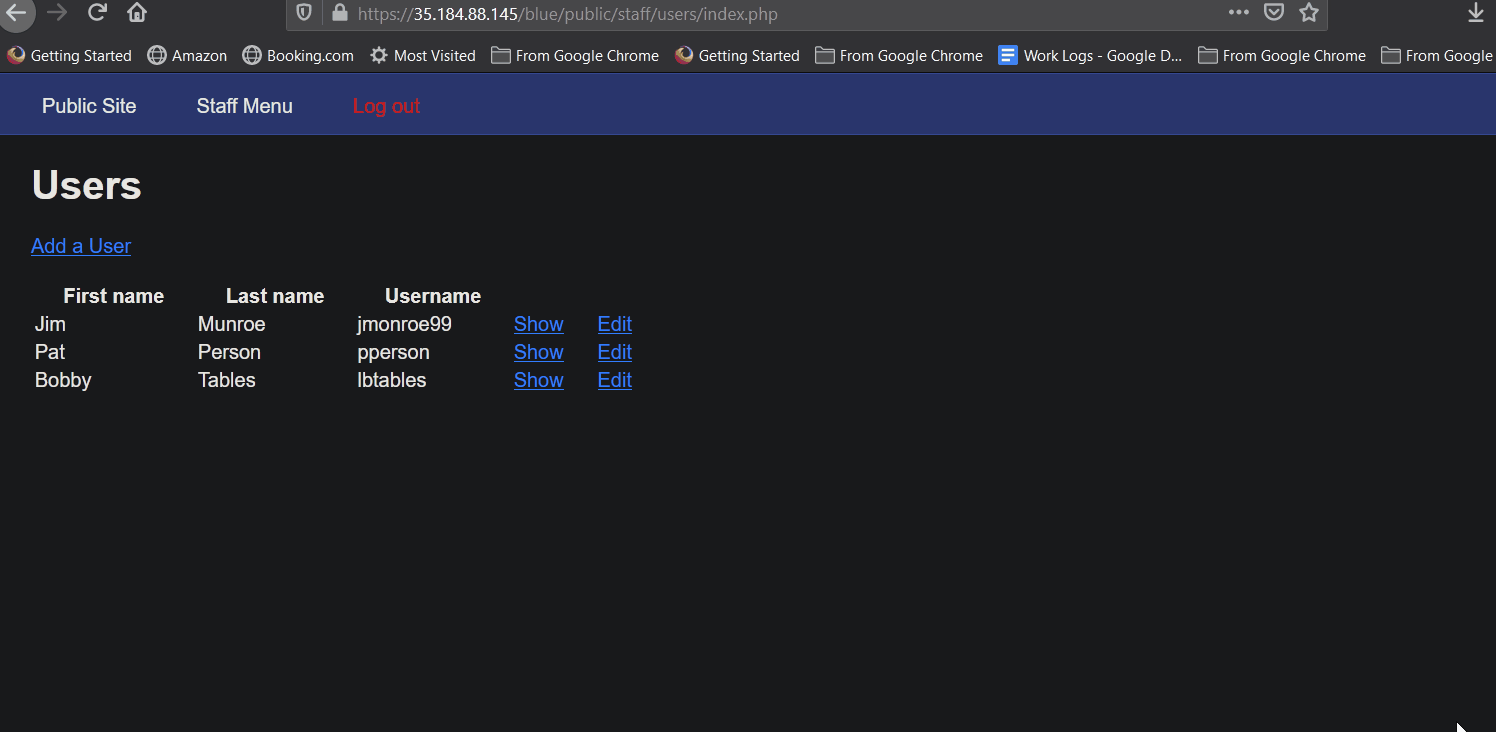 https://35.184.88.145/blue/public/staff/users/index.php
Getting Started Amazon Booking.com Most Visited From Google Chrome Getting Started From Google Chrome Work Logs - Google D... From Google Chrome From Google
Public Site Staff Menu Log out
Users
Add a User
First name Last name Username
Jim Munroe jmonroe99 Show Edit
Pat Person pperson Show Edit
Bobby Tables lbtables Show Edit